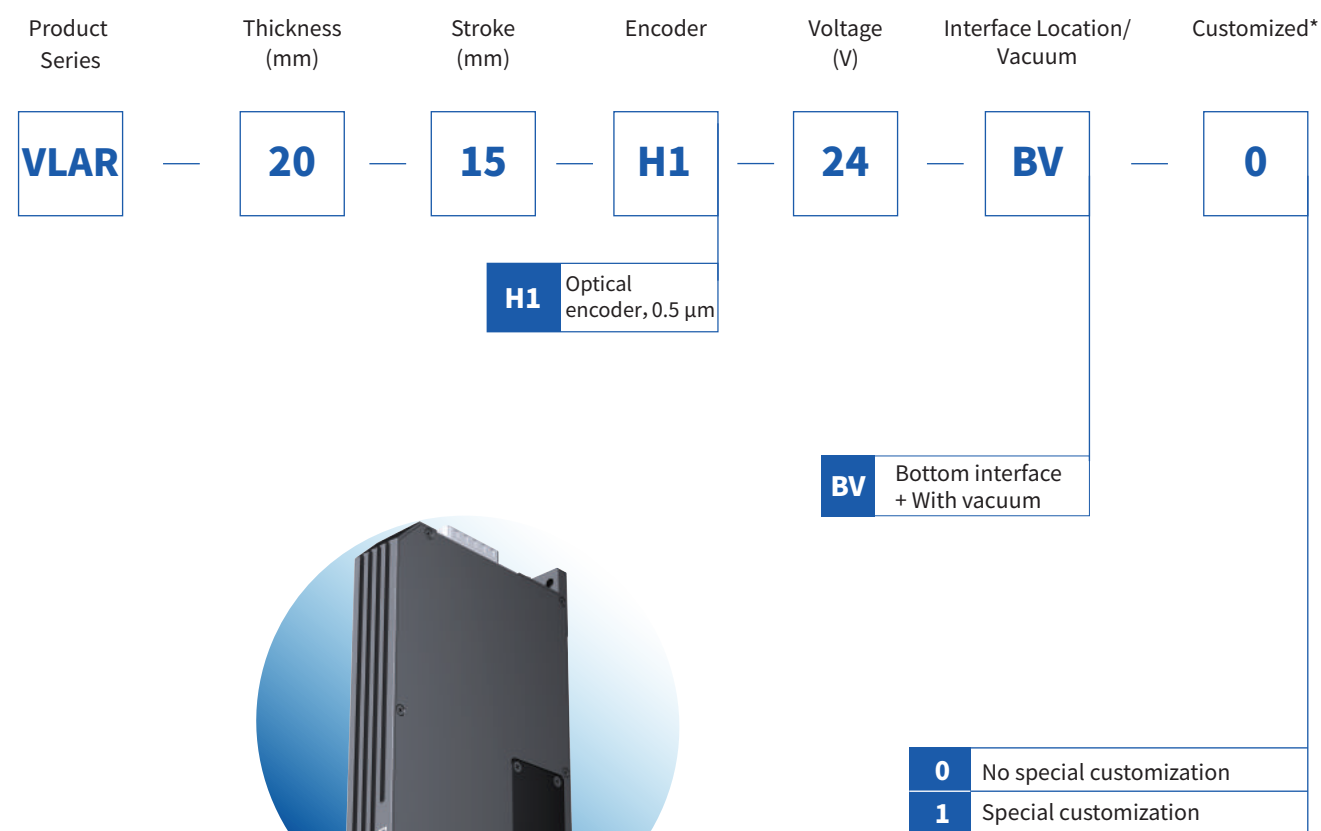 Product
Series
Thickness
(mm)
Stroke
(mm)
Encoder
Voltage
(V)
Interface Location/
Vacuum
Customized*
VLAR — 20 — 15 — H1 — 24 — BV — 0
H1 Optical
encoder, 0.5 μm
BV Bottom interface
+ With vacuum
0 No special customization
1 Special customization